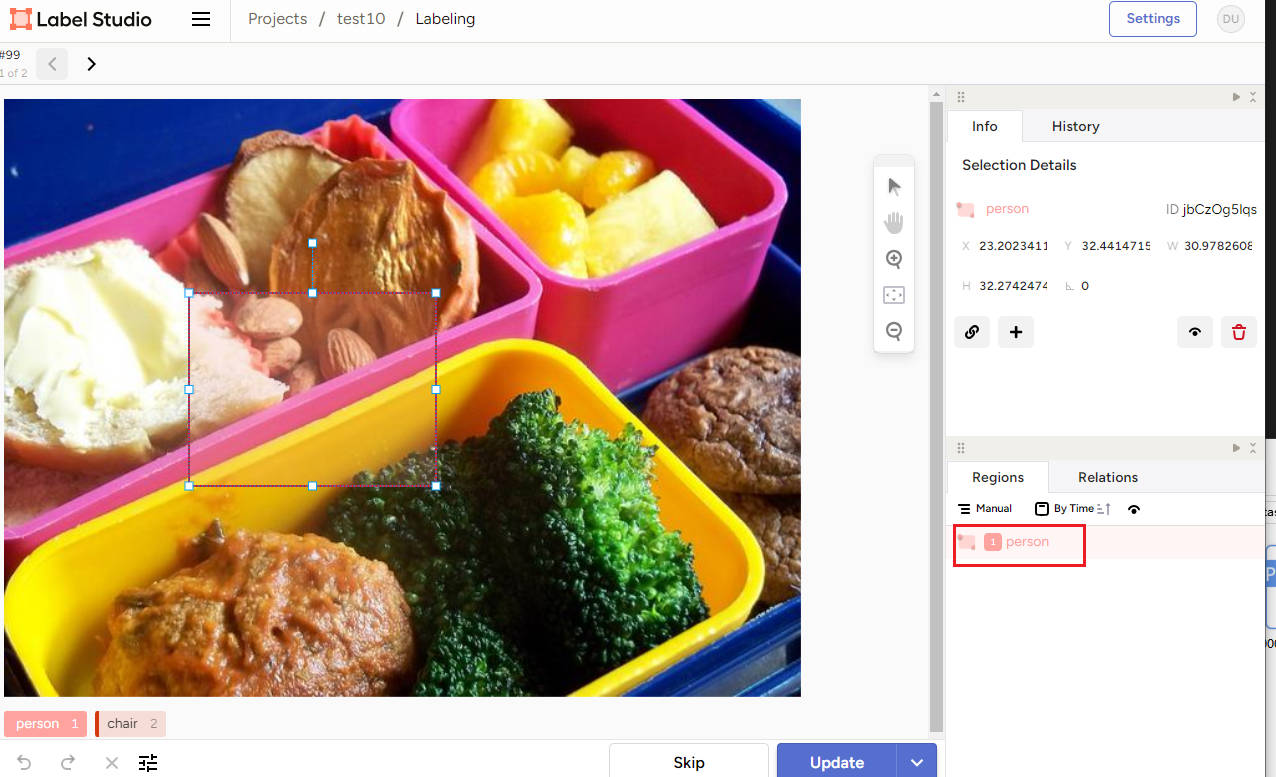 Label Studio
Projects / test10 / Labeling
Settings
DU
#99
1 of 2
Info
History
Selection Details
person
ID jbCzOg5Iqs
X 23.2023411
Y 32.4414715
W 30.9782608
H 32.2742474
0
Regions
Relations
Manual
By Time
1 person
person 1
chair 2
Skip
Update